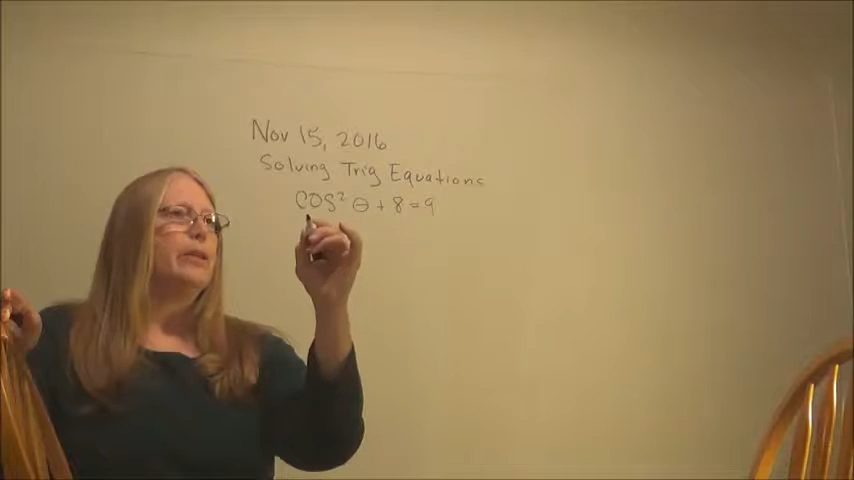 Nov 15, 2016
Solving Trig Equations
cos² θ + 8 = 9